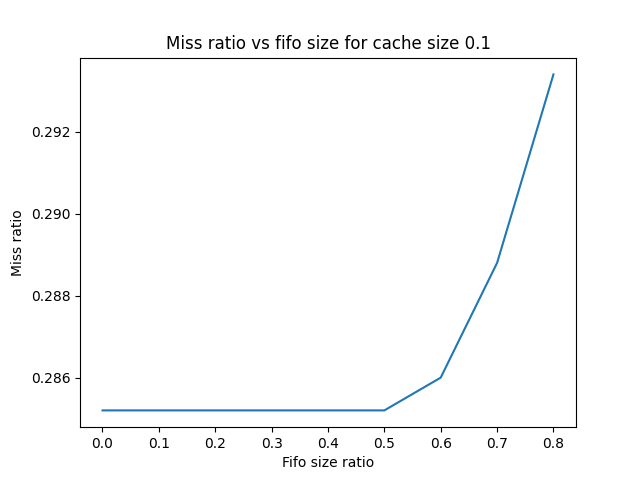 Miss ratio vs fifo size for cache size 0.1
0.292
0.290
0.288
0.286
Miss ratio
0.0 0.1 0.2 0.3 0.4 0.5 0.6 0.7 0.8
Fifo size ratio